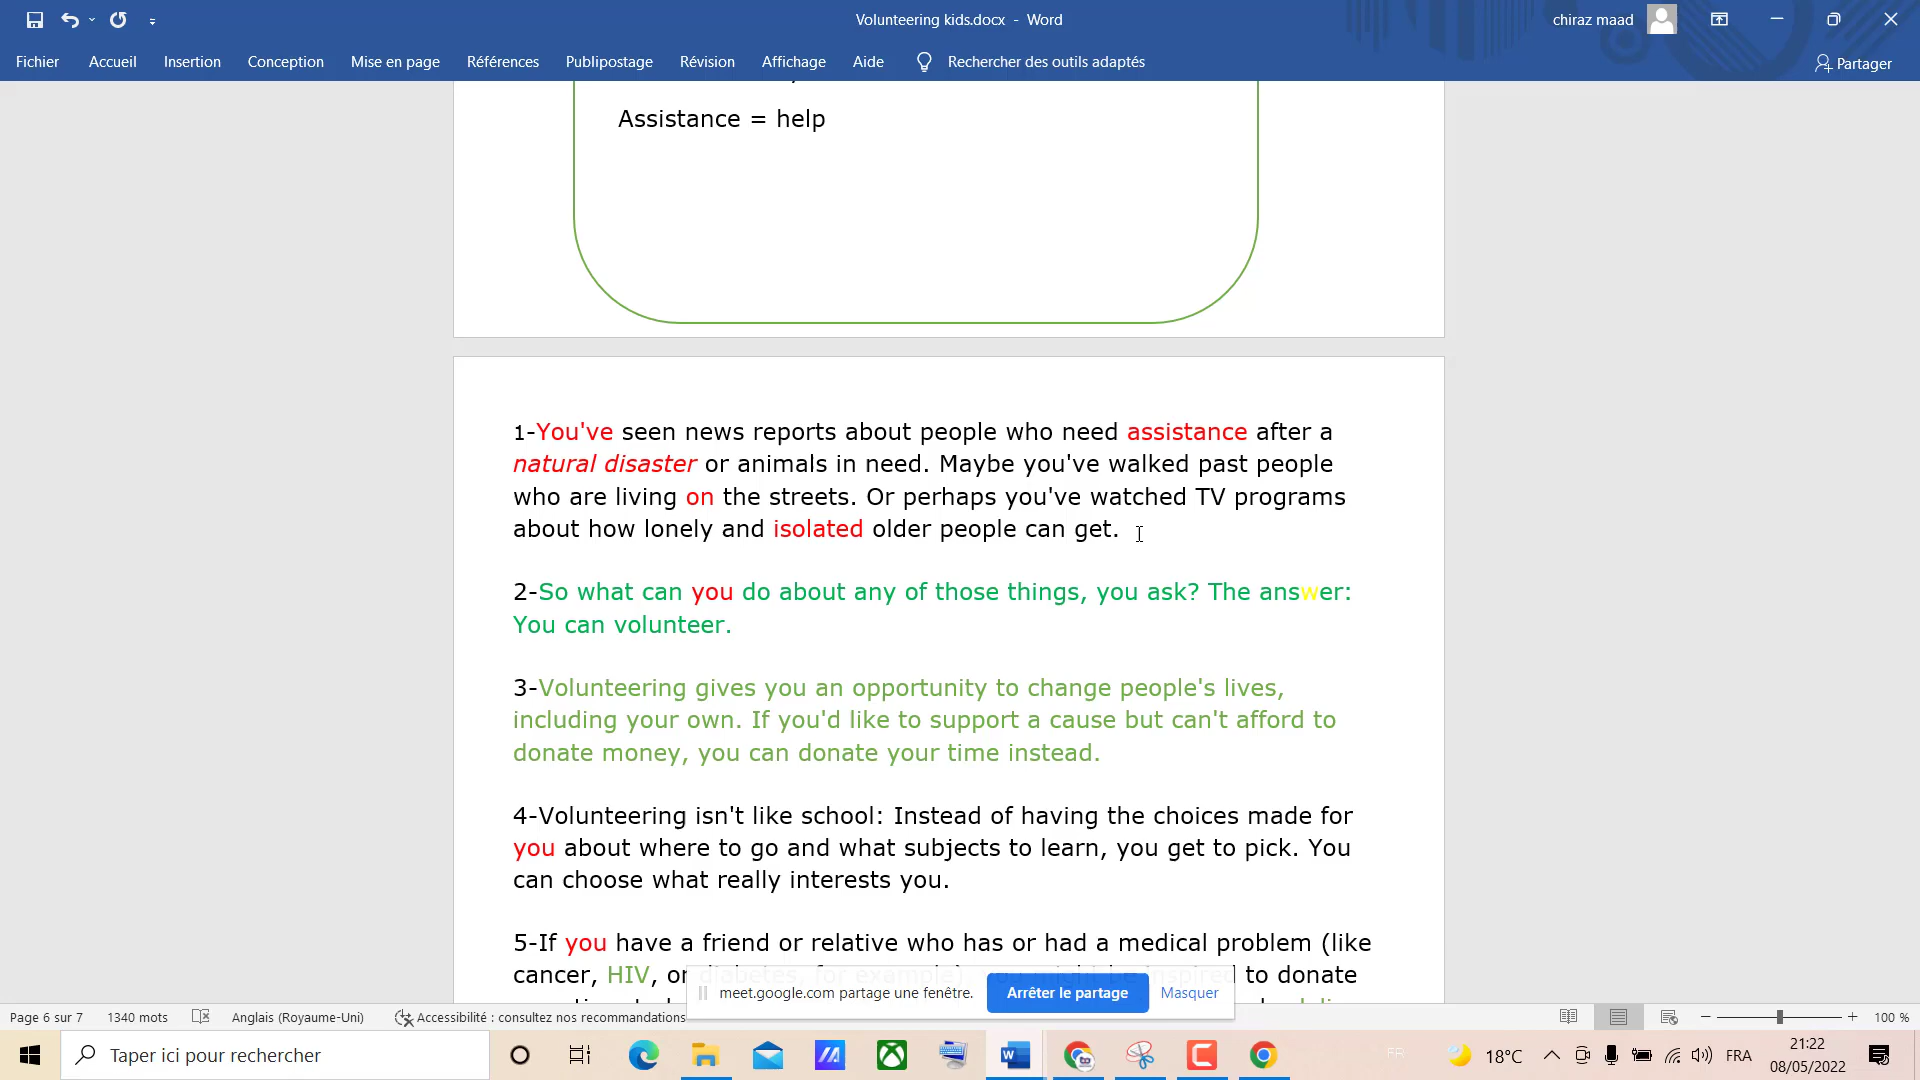 Volunteering kids.docx - Word
chiraz maad
Fichier Accueil Insertion Conception Mise en page Références Publipostage Révision Affichage Aide Rechercher des outils adaptés Partager
Assistance = help
1-You've seen news reports about people who need assistance after a
natural disaster or animals in need. Maybe you've walked past people
who are living on the streets. Or perhaps you've watched TV programs
about how lonely and isolated older people can get.
2-So what can you do about any of those things, you ask? The answer:
You can volunteer.
3-Volunteering gives you an opportunity to change people's lives,
including your own. If you'd like to support a cause but can't afford to
donate money, you can donate your time instead.
4-Volunteering isn't like school: Instead of having the choices made for
you about where to go and what subjects to learn, you get to pick. You
can choose what really interests you.
5-If you have a friend or relative who has or had a medical problem (like
cancer, HIV, or diabetes, for example), you might be inspired to donate
meet.google.com partage une fenêtre. Arrêter le partage Masquer
Page 6 sur 7 1340 mots Anglais (Royaume-Uni) Accessibilité : consultez nos recommandations 100 %
Taper ici pour rechercher
FR
18°C
FRA
21:22
08/05/2022